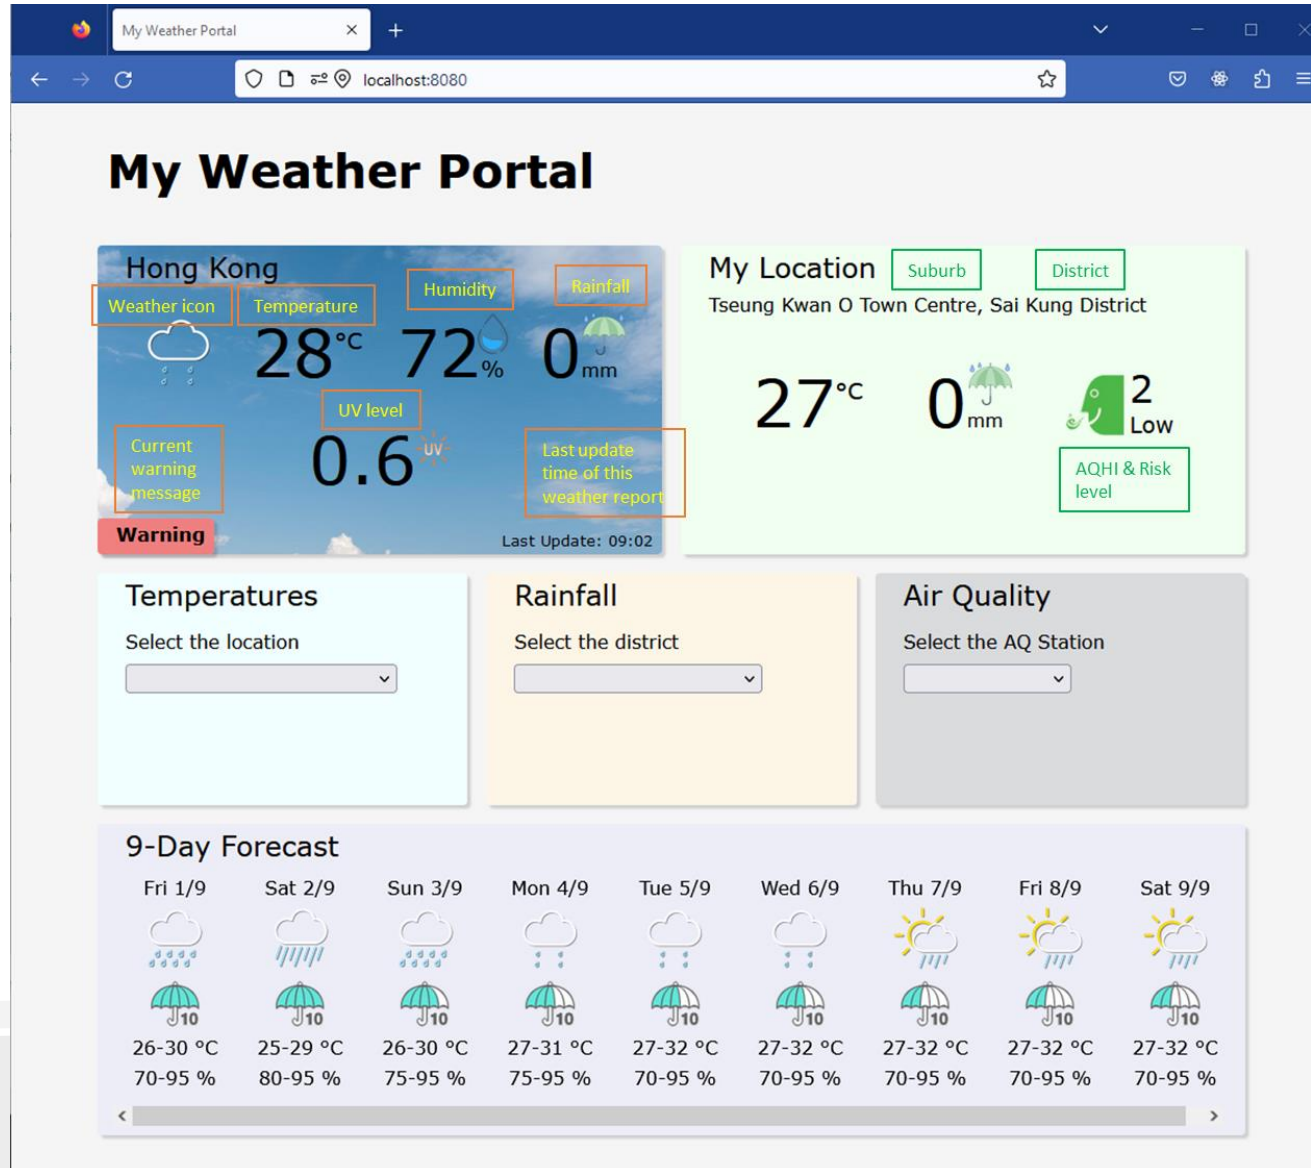 My Weather Portal
localhost:8080
My Weather Portal
Hong Kong
Weather icon
Temperature
Humidity
Rainfall
28°C
72%
0mm
UV level
0.6
UV
Current
warning
message
Last update
time of this
weather report
Warning
Last Update: 09:02
My Location
Suburb
District
Tseung Kwan O Town Centre, Sai Kung District
27°C
0mm
2
Low
AQHI & Risk
level
Temperatures
Select the location
Rainfall
Select the district
Air Quality
Select the AQ Station
9-Day Forecast
Fri 1/9 Sat 2/9 Sun 3/9 Mon 4/9 Tue 5/9 Wed 6/9 Thu 7/9 Fri 8/9 Sat 9/9
10 10 10 10 10 10 10 10 10
26-30 °C 25-29 °C 26-30 °C 27-31 °C 27-32 °C 27-32 °C 27-32 °C 27-32 °C 27-32 °C
70-95 % 80-95 % 75-95 % 75-95 % 70-95 % 70-95 % 70-95 % 70-95 % 70-95 %